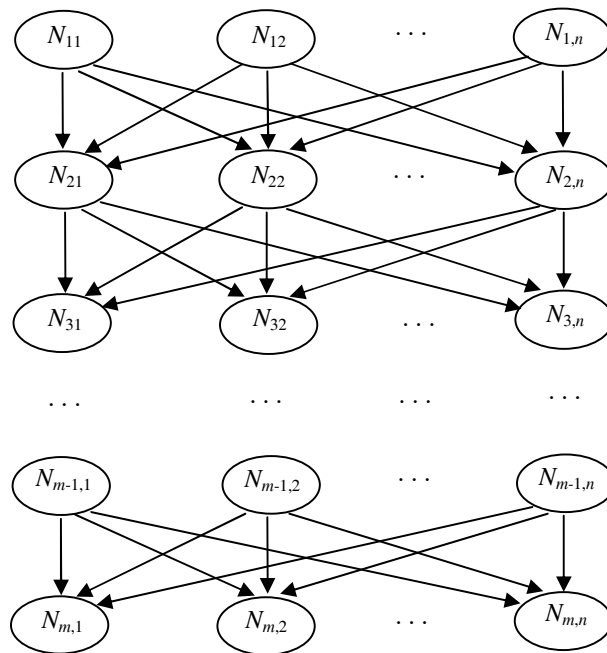 N11 N12 ... N1,n
N21 N22 ... N2,n
N31 N32 ... N3,n
... ... ... ...
Nm-1,1 Nm-1,2 ... Nm-1,n
Nm,1 Nm,2 ... Nm,n